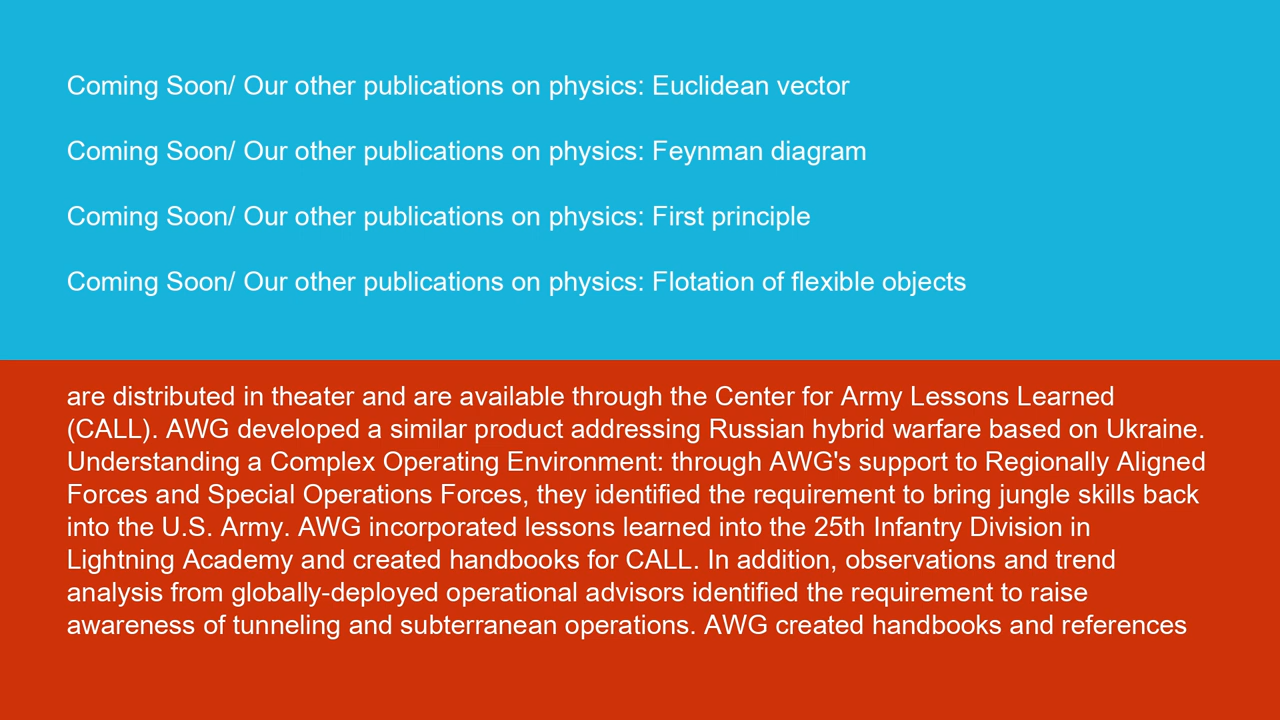 Coming Soon/ Our other publications on physics: Euclidean vector
Coming Soon/ Our other publications on physics: Feynman diagram
Coming Soon/ Our other publications on physics: First principle
Coming Soon/ Our other publications on physics: Flotation of flexible objects
are distributed in theater and are available through the Center for Army Lessons Learned
(CALL). AWG developed a similar product addressing Russian hybrid warfare based on Ukraine.
Understanding a Complex Operating Environment: through AWG's support to Regionally Aligned
Forces and Special Operations Forces, they identified the requirement to bring jungle skills back
into the U.S. Army. AWG incorporated lessons learned into the 25th Infantry Division in
Lightning Academy and created handbooks for CALL. In addition, observations and trend
analysis from globally-deployed operational advisors identified the requirement to raise
awareness of tunneling and subterranean operations. AWG created handbooks and references